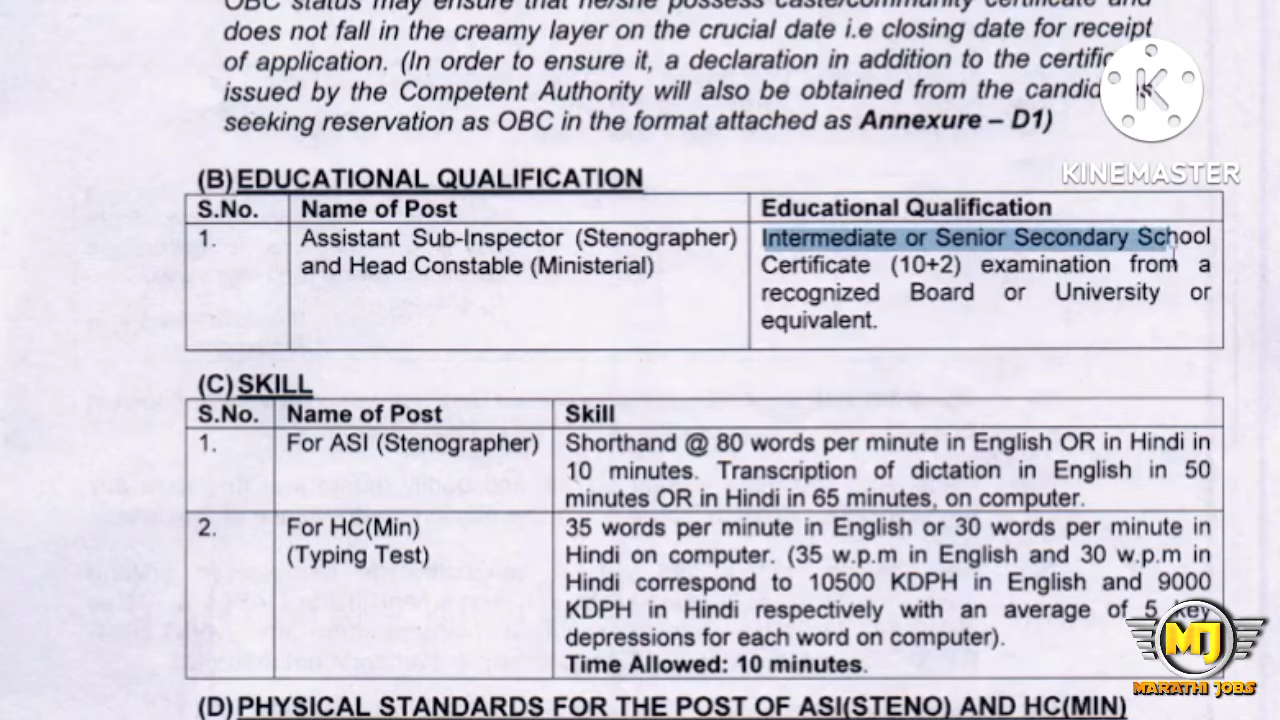 OBC status may ensure that he/she possess caste/community certificate and
does not fall in the creamy layer on the crucial date i.e closing date for receipt
of application. (In order to ensure it, a declaration in addition to the
issued by the Competent Authority will also be obtained from the
seeking reservation as OBC in the format attached as Annexure – D1)
K
KINEMASTER
(B) EDUCATIONAL QUALIFICATION
S.No. Name of Post Educational Qualification
1 Assistant Sub-Inspector (Stenographer) Intermediate or Senior Secondary School
and Head Constable (Ministerial) Certificate (10+2) examination from a
recognized Board or University or
equivalent.
(C) SKILL
S.No. Name of Post Skill
1. For ASI (Stenographer) Shorthand @ 80 words per minute in English OR in Hindi in
10 minutes. Transcription of dictation in English in 50
minutes OR in Hindi in 65 minutes, on computer.
2. For HC(Min) 35 words per minute in English or 30 words per minute in
(Typing Test) Hindi on computer. (35 w.p.m in English and 30 w.p.m in
Hindi correspond to 10500 KDPH in English and 9000
KDPH in Hindi respectively with an average of 5 key
depressions for each word on computer).
Time Allowed: 10 minutes.
MJ
MARATHI JOBS
(D) PHYSICAL STANDARDS FOR THE POST OF ASI(STENO) AND HC(MIN)